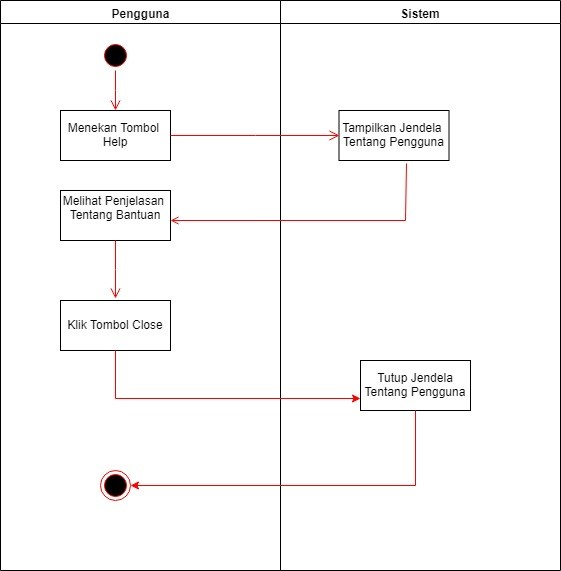 Pengguna
Sistem
Menekan Tombol
Help
Tampilkan Jendela
Tentang Pengguna
Melihat Penjelasan
Tentang Bantuan
Klik Tombol Close
Tutup Jendela
Tentang Pengguna